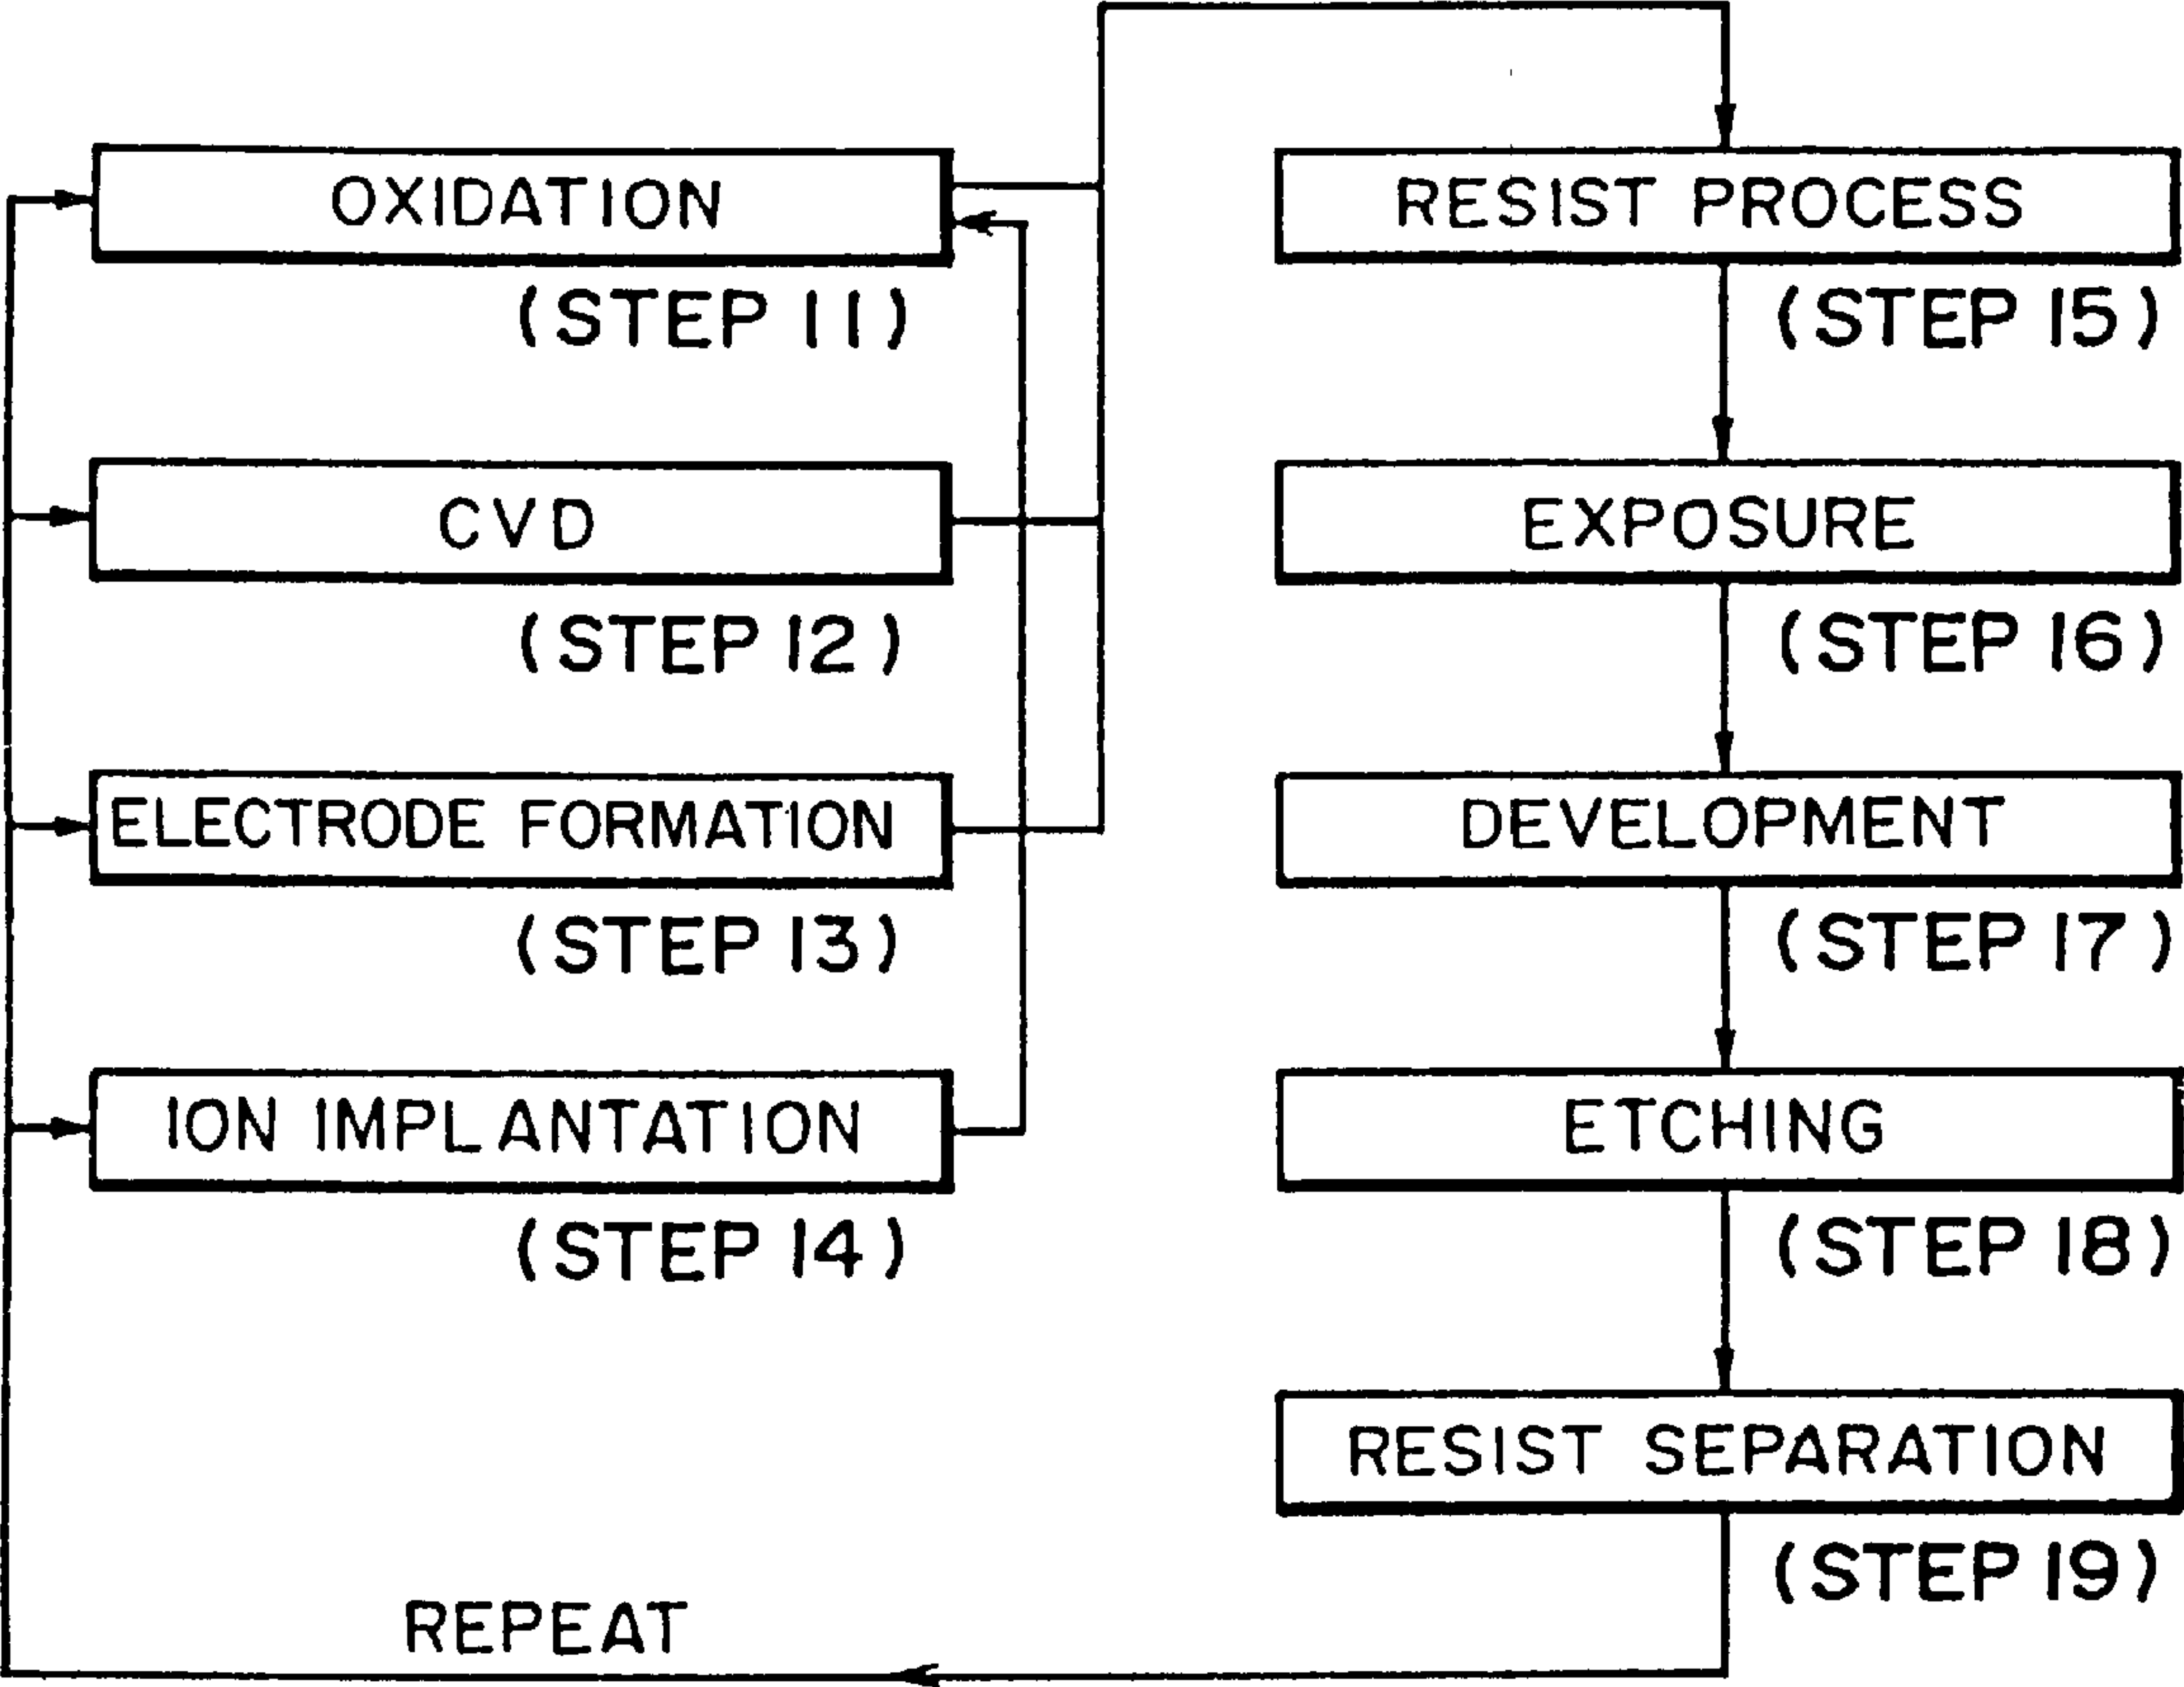 OXIDATION
(STEP 11)
CVD
(STEP 12)
ELECTRODE FORMATION
(STEP 13)
ION IMPLANTATION
(STEP 14)
RESIST PROCESS
(STEP 15)
EXPOSURE
(STEP 16)
DEVELOPMENT
(STEP 17)
ETCHING
(STEP 18)
RESIST SEPARATION
(STEP 19)
REPEAT